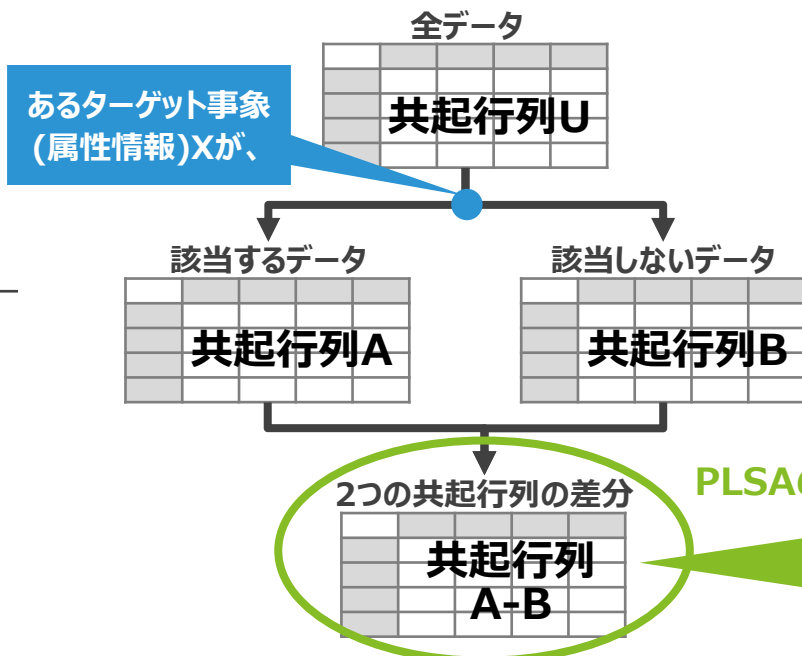 全データ
共起行列U
あるターゲット事象
(属性情報)Xが、
該当するデータ
該当しないデータ
共起行列A
共起行列B
2つの共起行列の差分
PLSA
共起行列
A-B